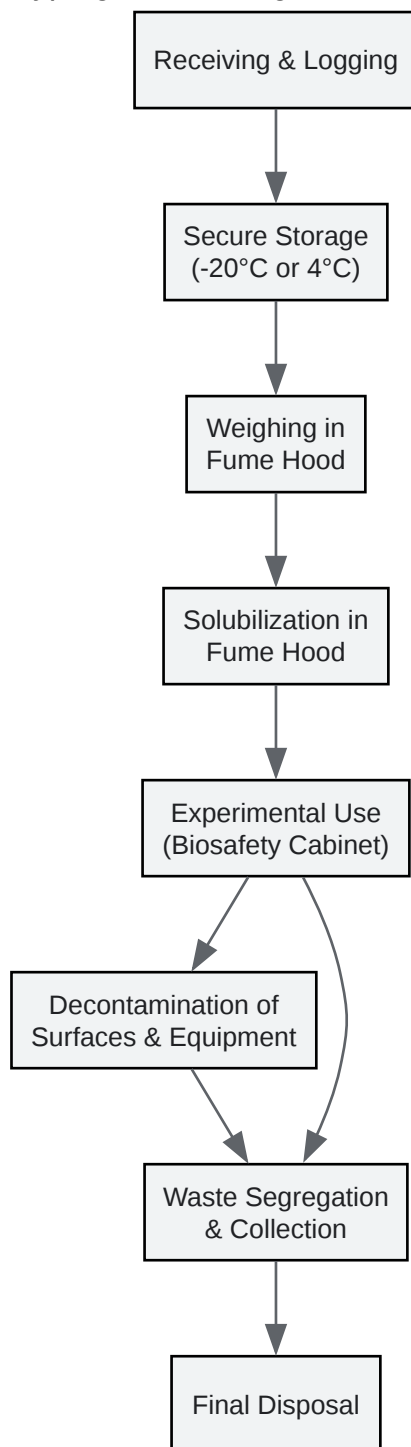 Receiving & Logging
Secure Storage
(-20°C or 4°C)
Weighing in
Fume Hood
Solubilization in
Fume Hood
Experimental Use
(Biosafety Cabinet)
Decontamination of
Surfaces & Equipment
Waste Segregation
& Collection
Final Disposal